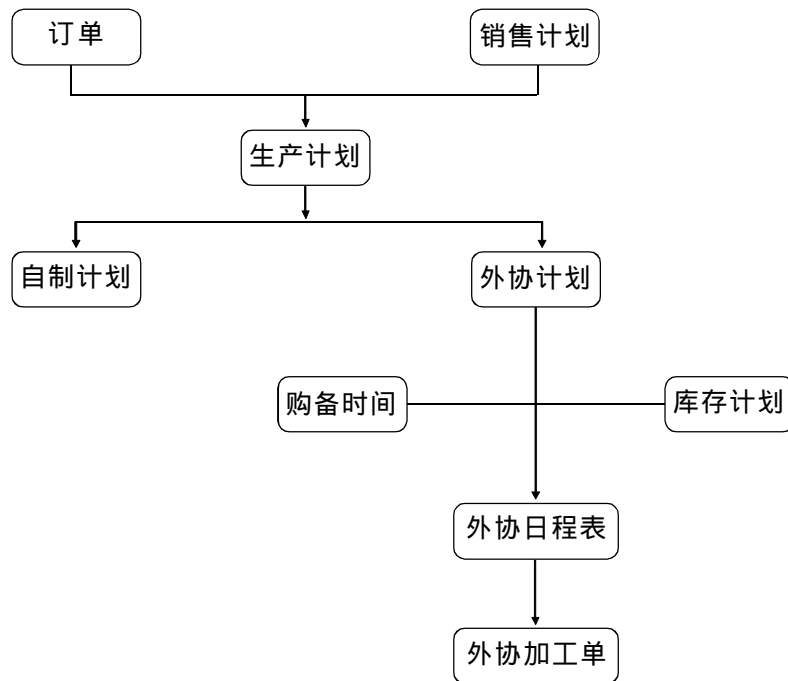 订单
销售计划
生产计划
自制计划
外协计划
购备时间
库存计划
外协日程表
外协加工单